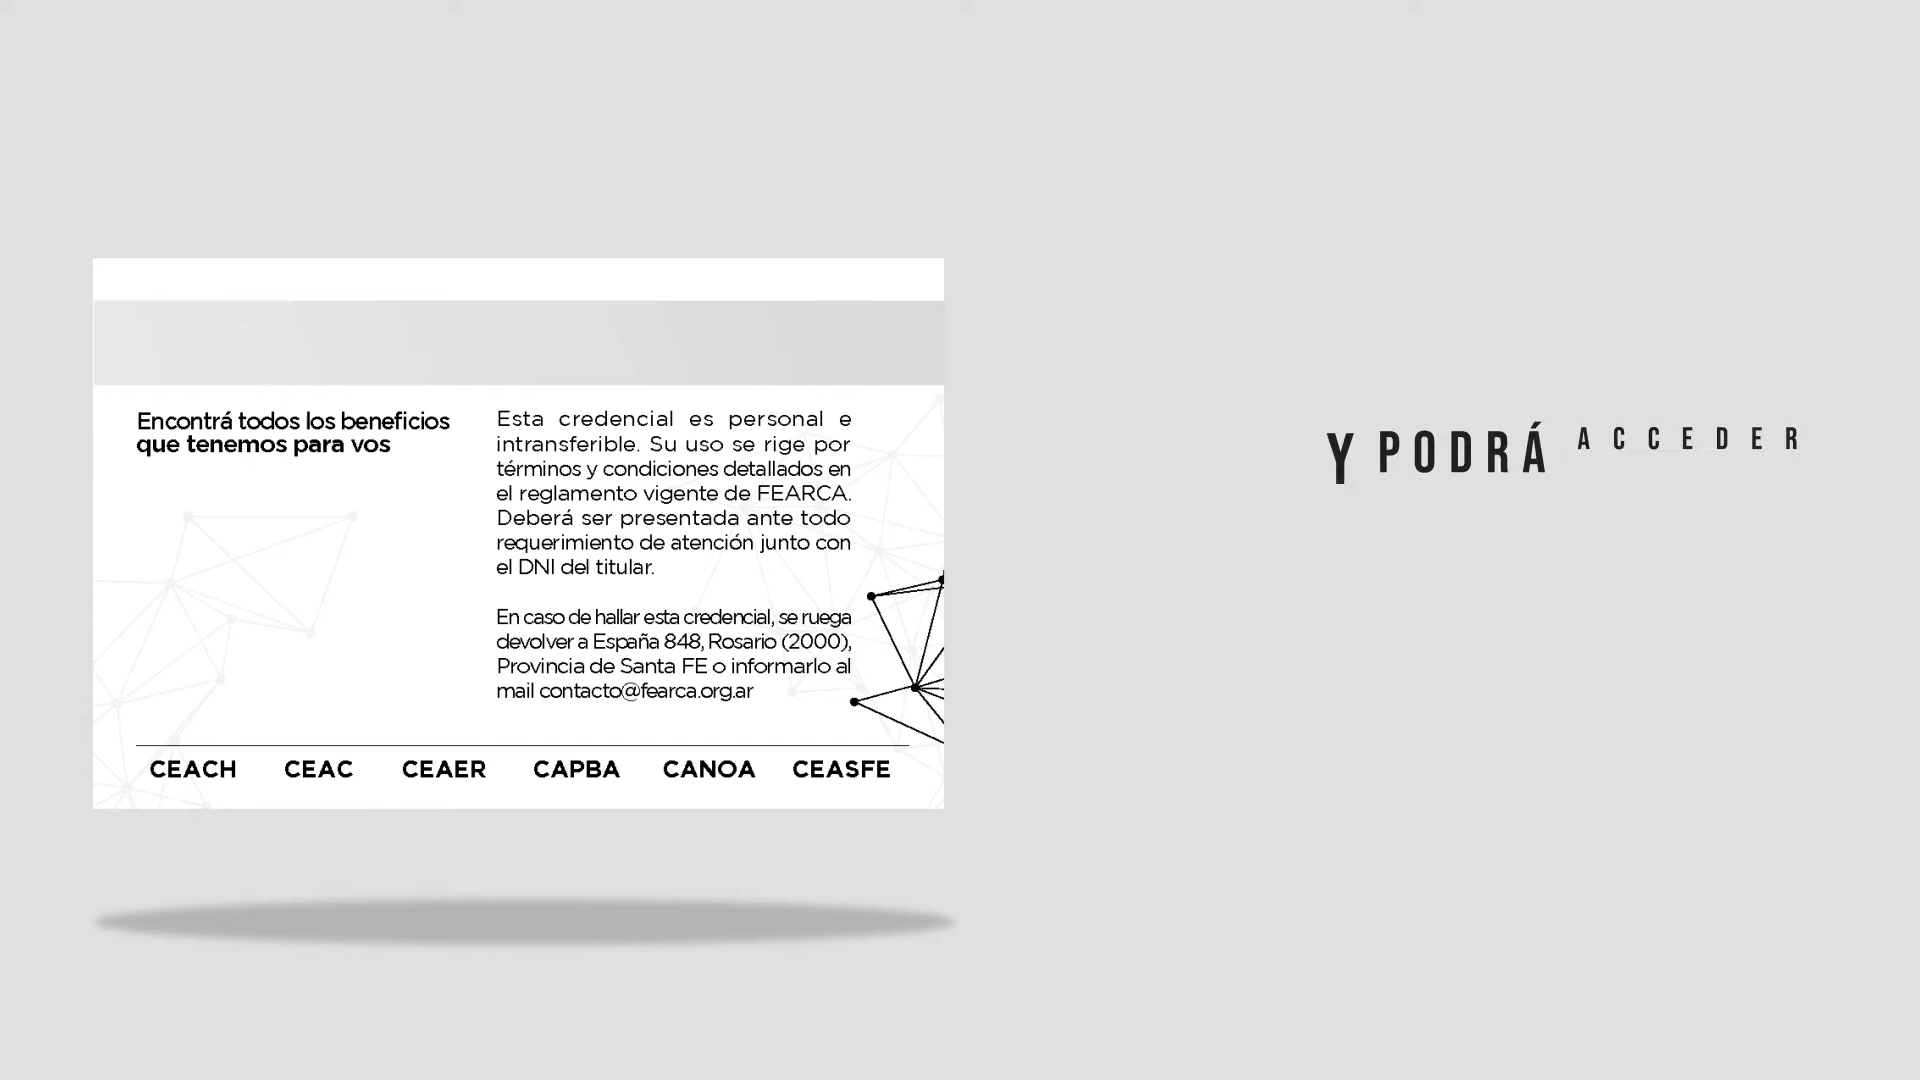 Encontrá todos los beneficios
que tenemos para vos
Esta credencial es personal e
intransferible. Su uso se rige por
términos y condiciones detallados en
el reglamento vigente de FEARCA.
Deberá ser presentada ante todo
requerimiento de atención junto con
el DNI del titular.
En caso de hallar esta credencial, se ruega
devolver a España 848, Rosario (2000),
Provincia de Santa FE o informarlo al
mail contacto@fearca.org.ar
CEACH CEAC CEAER CAPBA CANOA CEASFE
Y PODRÁ ACCEDER